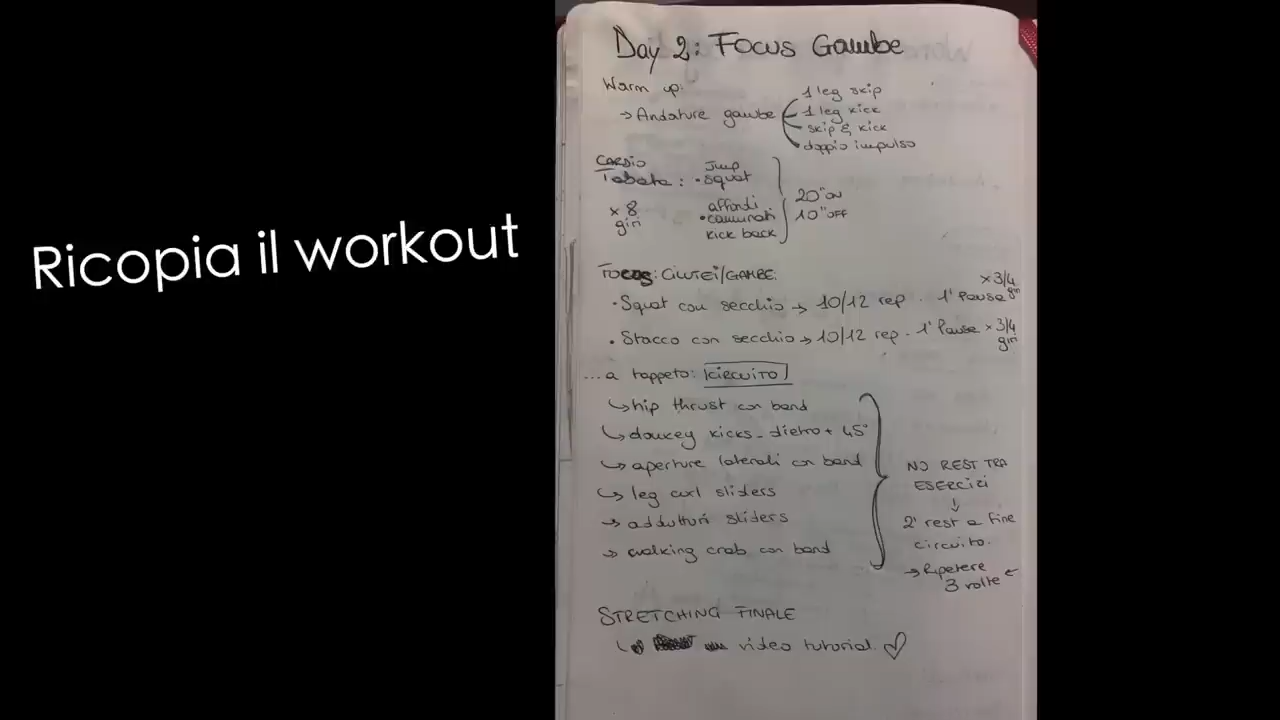 Ricopia il workout
Day 2: Focus Gambe
Warm up:
→ Andature gambe
1 leg skip
1 leg kick
skip & kick
doppio impulso
CARDIO
Tabata:
x 8
giri
Jump
• squat
affondi
• camminati
kick back
20" ON
10" OFF
Focus: GLUTEI/GAMBE:
• Squat con secchio → 10/12 rep . 1' Pausa x 3/4 giri
• Stacco con secchio → 10/12 rep . 1' Pausa x 3/4 giri
... a tappeto: CIRCUITO
↳ hip thrust con band
↳ donkey kicks - dietro + 45°
↳ aperture laterali con band
↳ leg curl sliders
→ adduttori sliders
→ walking crab con band
NO REST TRA
ESERCIZI
↓
2' rest a fine
circuito.
→ Ripetere
3 volte ←
STRETCHING FINALE
↳ video tutorial ♡